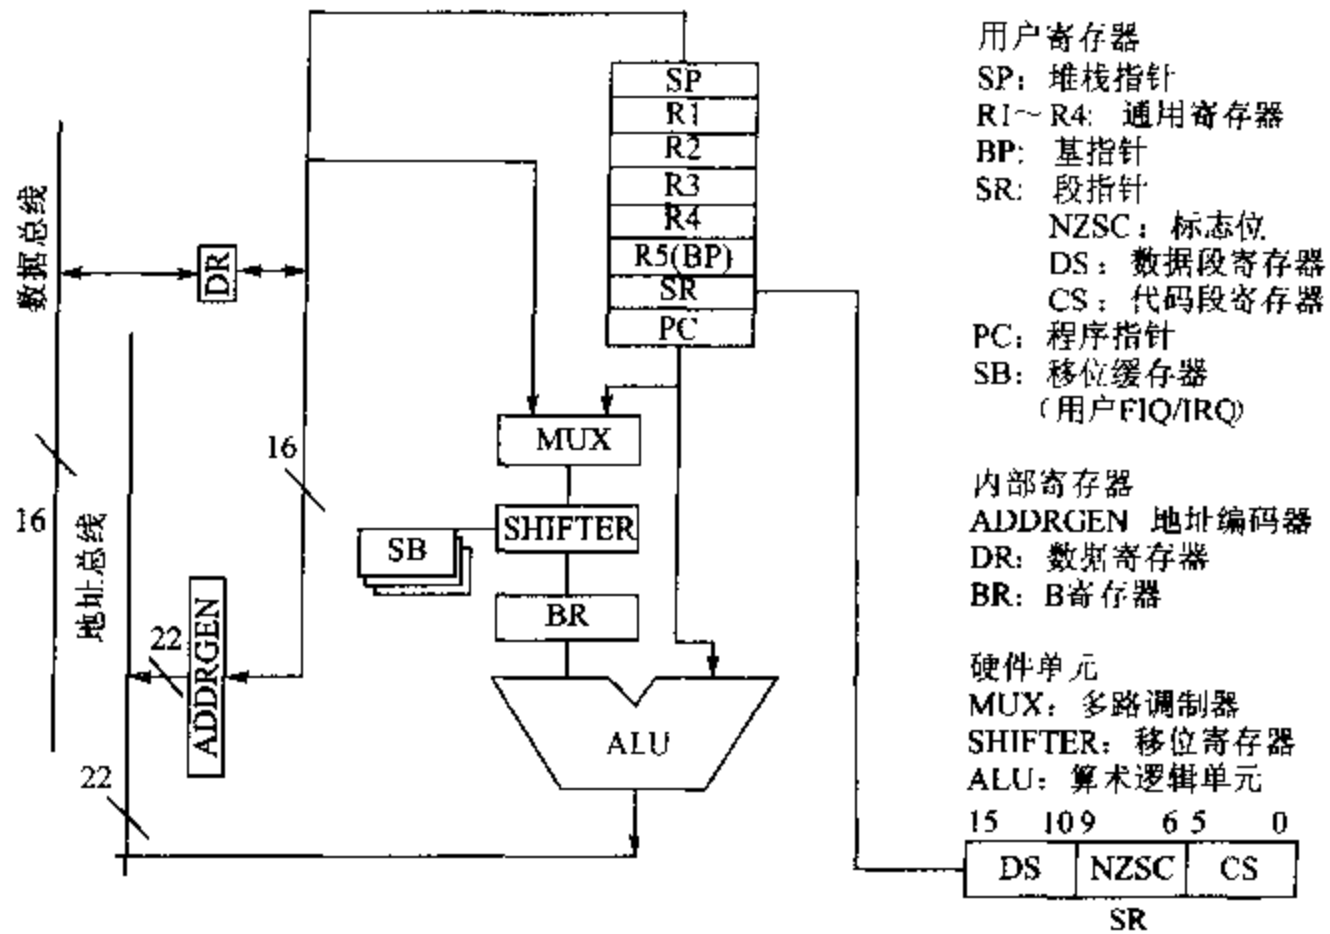 用户寄存器
SP：堆栈指针
R1～R4：通用寄存器
BP：基指针
SR：段指针
NZSC：标志位
DS：数据段寄存器
CS：代码段寄存器
PC：程序指针
SB：移位缓存器
（用户FIQ/IRQ）
内部寄存器
ADDRGEN 地址编码器
DR：数据寄存器
BR：B寄存器
硬件单元
MUX：多路调制器
SHIFTER：移位寄存器
ALU：算术逻辑单元
15 10 9 6 5 0
DS NZSC CS
SR
SP
R1
R2
R3
R4
R5(BP)
SR
PC
数据总线
DR
16
16
地址总线
22
ADDRGEN
22
MUX
SHIFTER
SB
BR
ALU